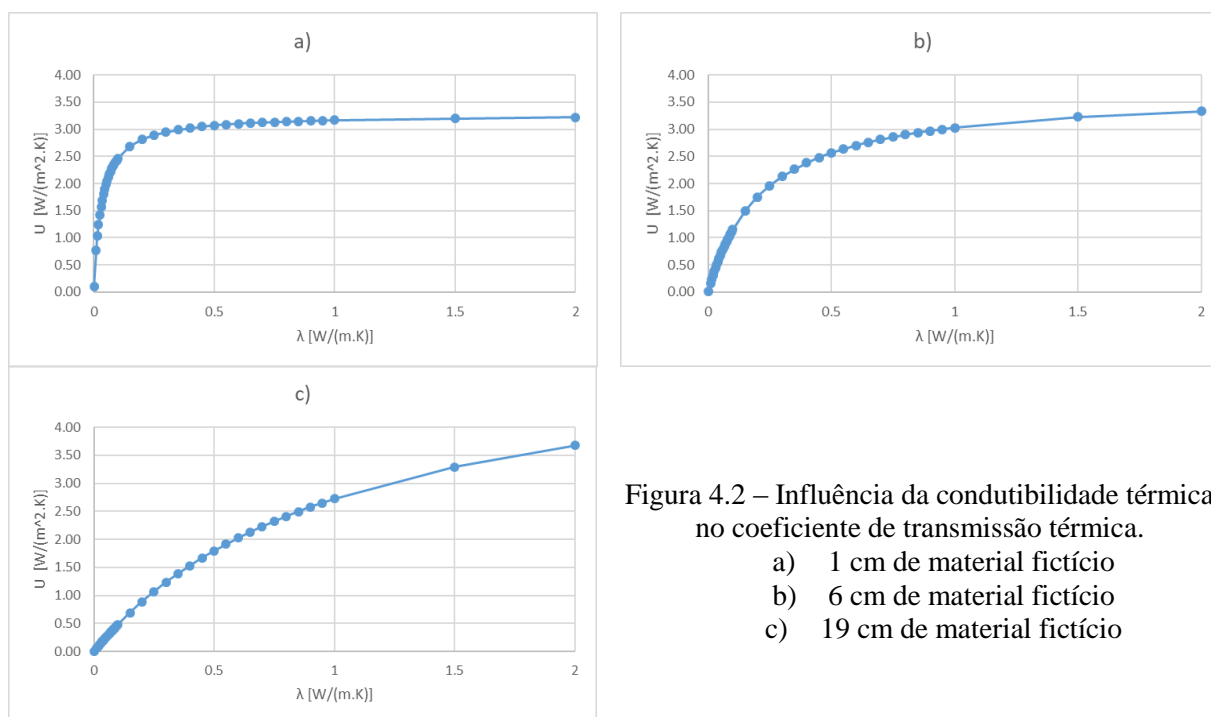 a)
4.00
3.50
3.00
2.50
2.00
1.50
1.00
0.50
0.00
U [W/(m^2.K)]
0 0.5 1 1.5 2
λ [W/(m.K)]
b)
4.00
3.50
3.00
2.50
2.00
1.50
1.00
0.50
0.00
U [W/(m^2.K)]
0 0.5 1 1.5 2
λ [W/(m.K)]
c)
4.00
3.50
3.00
2.50
2.00
1.50
1.00
0.50
0.00
U [W/(m^2.K)]
0 0.5 1 1.5 2
λ [W/(m.K)]
Figura 4.2 – Influência da condutibilidade térmica
no coeficiente de transmissão térmica.
a) 1 cm de material fictício
b) 6 cm de material fictício
c) 19 cm de material fictício